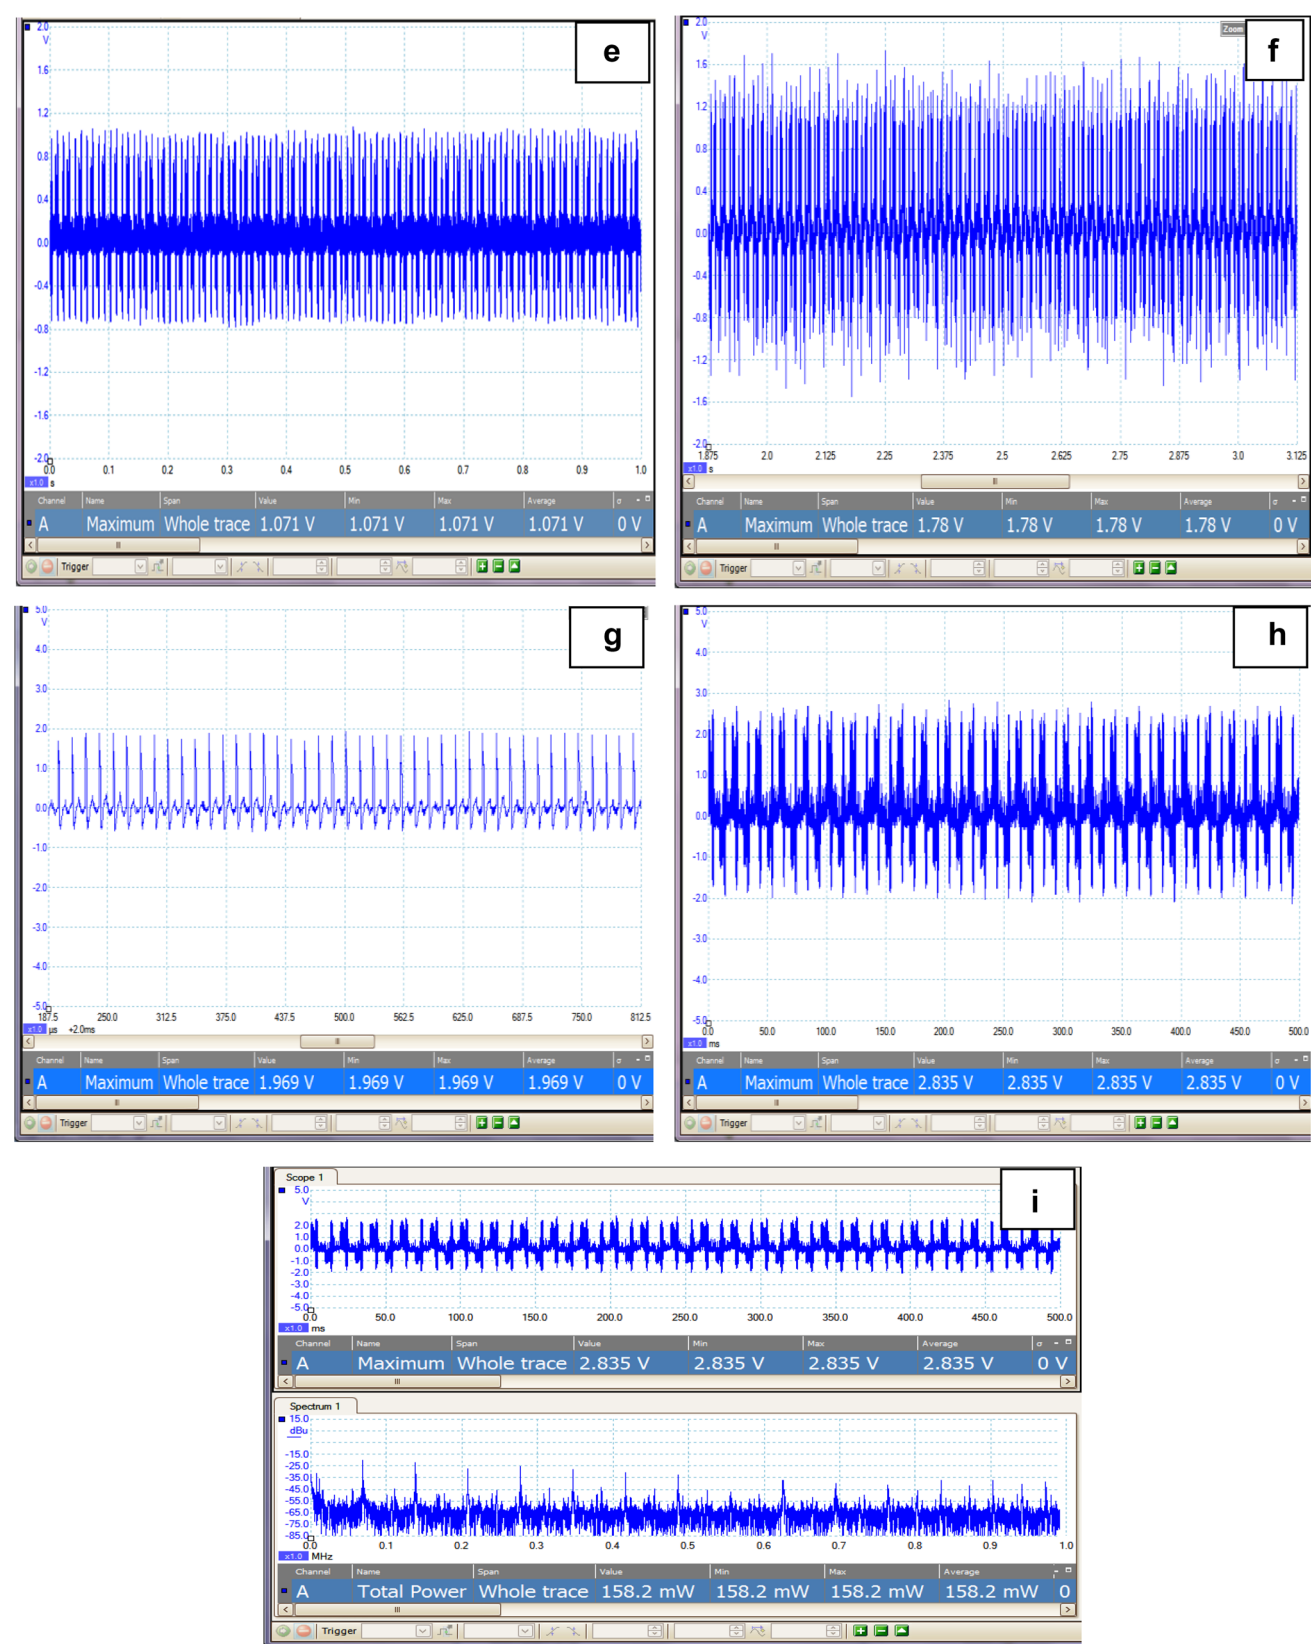 e
2.0
V
1.6
1.2
0.8
0.4
0.0
-0.4
-0.8
-1.2
-1.6
-2.0
0.0 0.1 0.2 0.3 0.4 0.5 0.6 0.7 0.8 0.9 1.0
x1.0 s
Channel Name Span Value Min Max Average σ
A Maximum Whole trace 1.071 V 1.071 V 1.071 V 1.071 V 0 V
Trigger
f
Zoom
2.0
V
1.6
1.2
0.8
0.4
0.0
-0.4
-0.8
-1.2
-1.6
-2.0
1.875 2.0 2.125 2.25 2.375 2.5 2.625 2.75 2.875 3.0 3.125
x1.0 s
Channel Name Span Value Min Max Average σ
A Maximum Whole trace 1.78 V 1.78 V 1.78 V 1.78 V 0 V
Trigger
g
5.0
V
4.0
3.0
2.0
1.0
0.0
-1.0
-2.0
-3.0
-4.0
-5.0
187.5 250.0 312.5 375.0 437.5 500.0 562.5 625.0 687.5 750.0 812.5
x1.0 µs +2.0ms
Channel Name Span Value Min Max Average σ
A Maximum Whole trace 1.969 V 1.969 V 1.969 V 1.969 V 0 V
Trigger
h
5.0
V
4.0
3.0
2.0
1.0
0.0
-1.0
-2.0
-3.0
-4.0
-5.0
0.0 50.0 100.0 150.0 200.0 250.0 300.0 350.0 400.0 450.0 500.0
x1.0 ms
Channel Name Span Value Min Max Average σ
A Maximum Whole trace 2.835 V 2.835 V 2.835 V 2.835 V 0 V
Trigger
i
Scope 1
5.0
V
2.0
1.0
0.0
-1.0
-2.0
-3.0
-4.0
-5.0
0.0 50.0 100.0 150.0 200.0 250.0 300.0 350.0 400.0 450.0 500.0
x1.0 ms
Channel Name Span Value Min Max Average σ
A Maximum Whole trace 2.835 V 2.835 V 2.835 V 2.835 V 0 V
Spectrum 1
15.0
dBu
-15.0
-25.0
-35.0
-45.0
-55.0
-65.0
-75.0
-85.0
0.0 0.1 0.2 0.3 0.4 0.5 0.6 0.7 0.8 0.9 1.0
x1.0 MHz
Channel Name Span Value Min Max Average
A Total Power Whole trace 158.2 mW 158.2 mW 158.2 mW 158.2 mW 0
Trigger